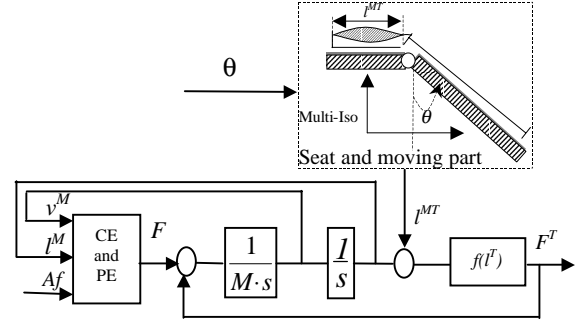 l^{MT}
θ
Multi-Iso
θ
Seat and moving part
v^M
l^M
Af
CE
and
PE
F
1
M·s
1
s
l^{MT}
f(l^T)
F^T